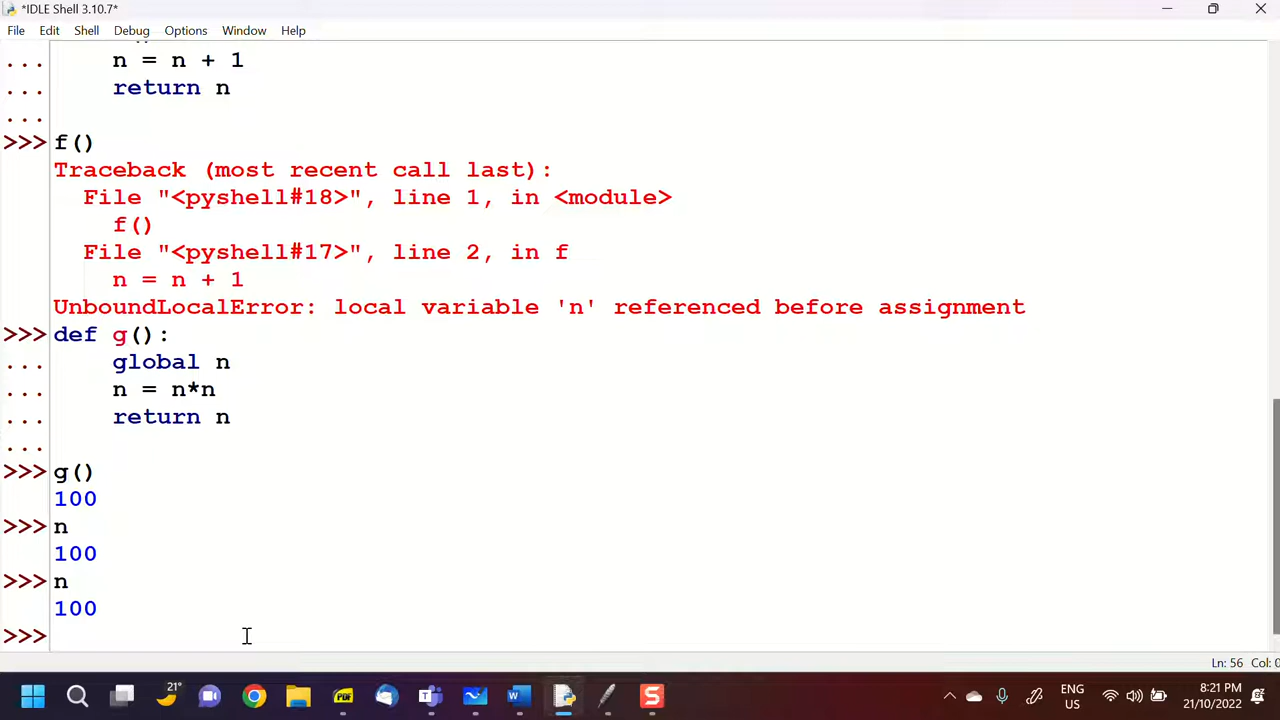 *IDLE Shell 3.10.7*
File Edit Shell Debug Options Window Help
... n = n + 1
... return n
...
>>> f()
Traceback (most recent call last):
File "<pyshell#18>", line 1, in <module>
f()
File "<pyshell#17>", line 2, in f
n = n + 1
UnboundLocalError: local variable 'n' referenced before assignment
>>> def g():
... global n
... n = n*n
... return n
...
>>> g()
100
>>> n
100
>>> n
100
>>>
Ln: 56 Col: 0
21°
PDF
T
W
S
ENG
US
8:21 PM
21/10/2022